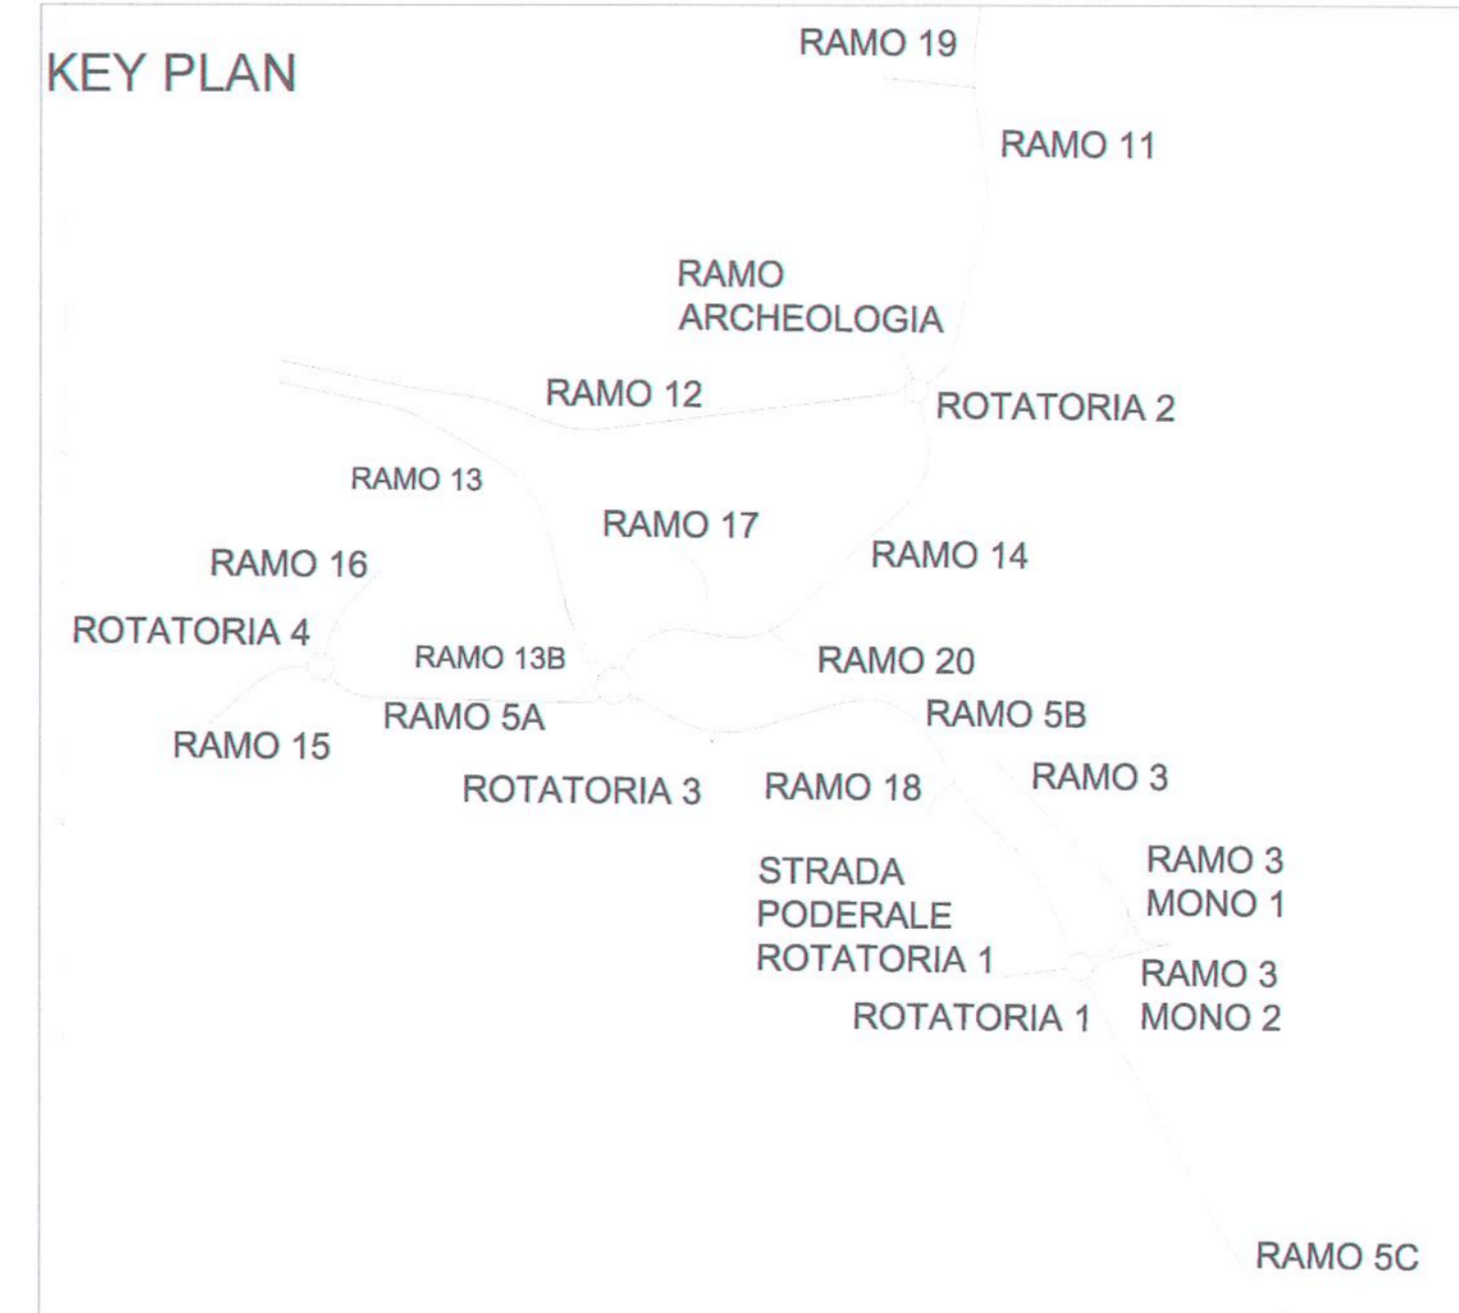 KEY PLAN
RAMO 19
RAMO 11
RAMO
ARCHEOLOGIA
RAMO 12
ROTATORIA 2
RAMO 13
RAMO 17
RAMO 14
RAMO 16
ROTATORIA 4
RAMO 13B
RAMO 20
RAMO 5A
RAMO 5B
RAMO 15
ROTATORIA 3
RAMO 18
RAMO 3
STRADA
PODERALE
ROTATORIA 1
RAMO 3
MONO 1
RAMO 3
MONO 2
ROTATORIA 1
RAMO 5C